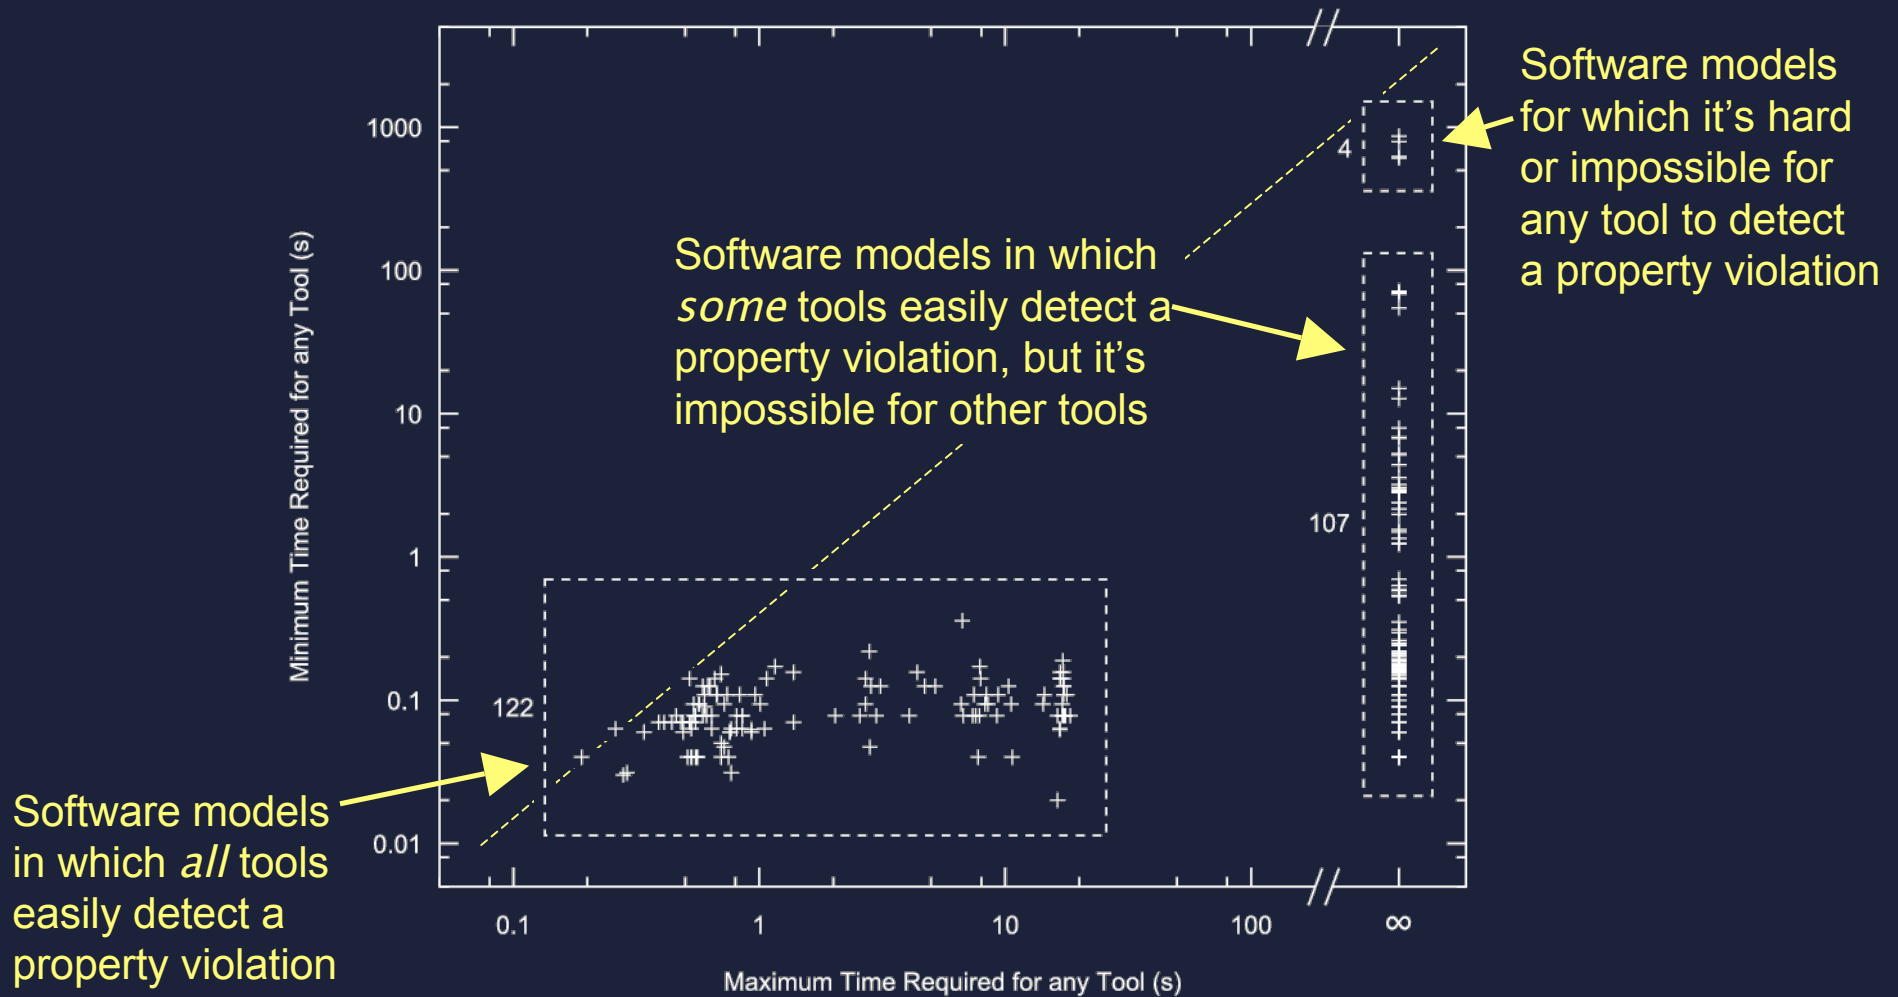 Software models
for which it's hard
or impossible for
any tool to detect
a property violation
Software models in which
some tools easily detect a
property violation, but it's
impossible for other tools
Software models
in which all tools
easily detect a
property violation
Minimum Time Required for any Tool (s)
1000
100
10
1
0.1
0.01
4
107
122
0.1
1
10
100
∞
Maximum Time Required for any Tool (s)